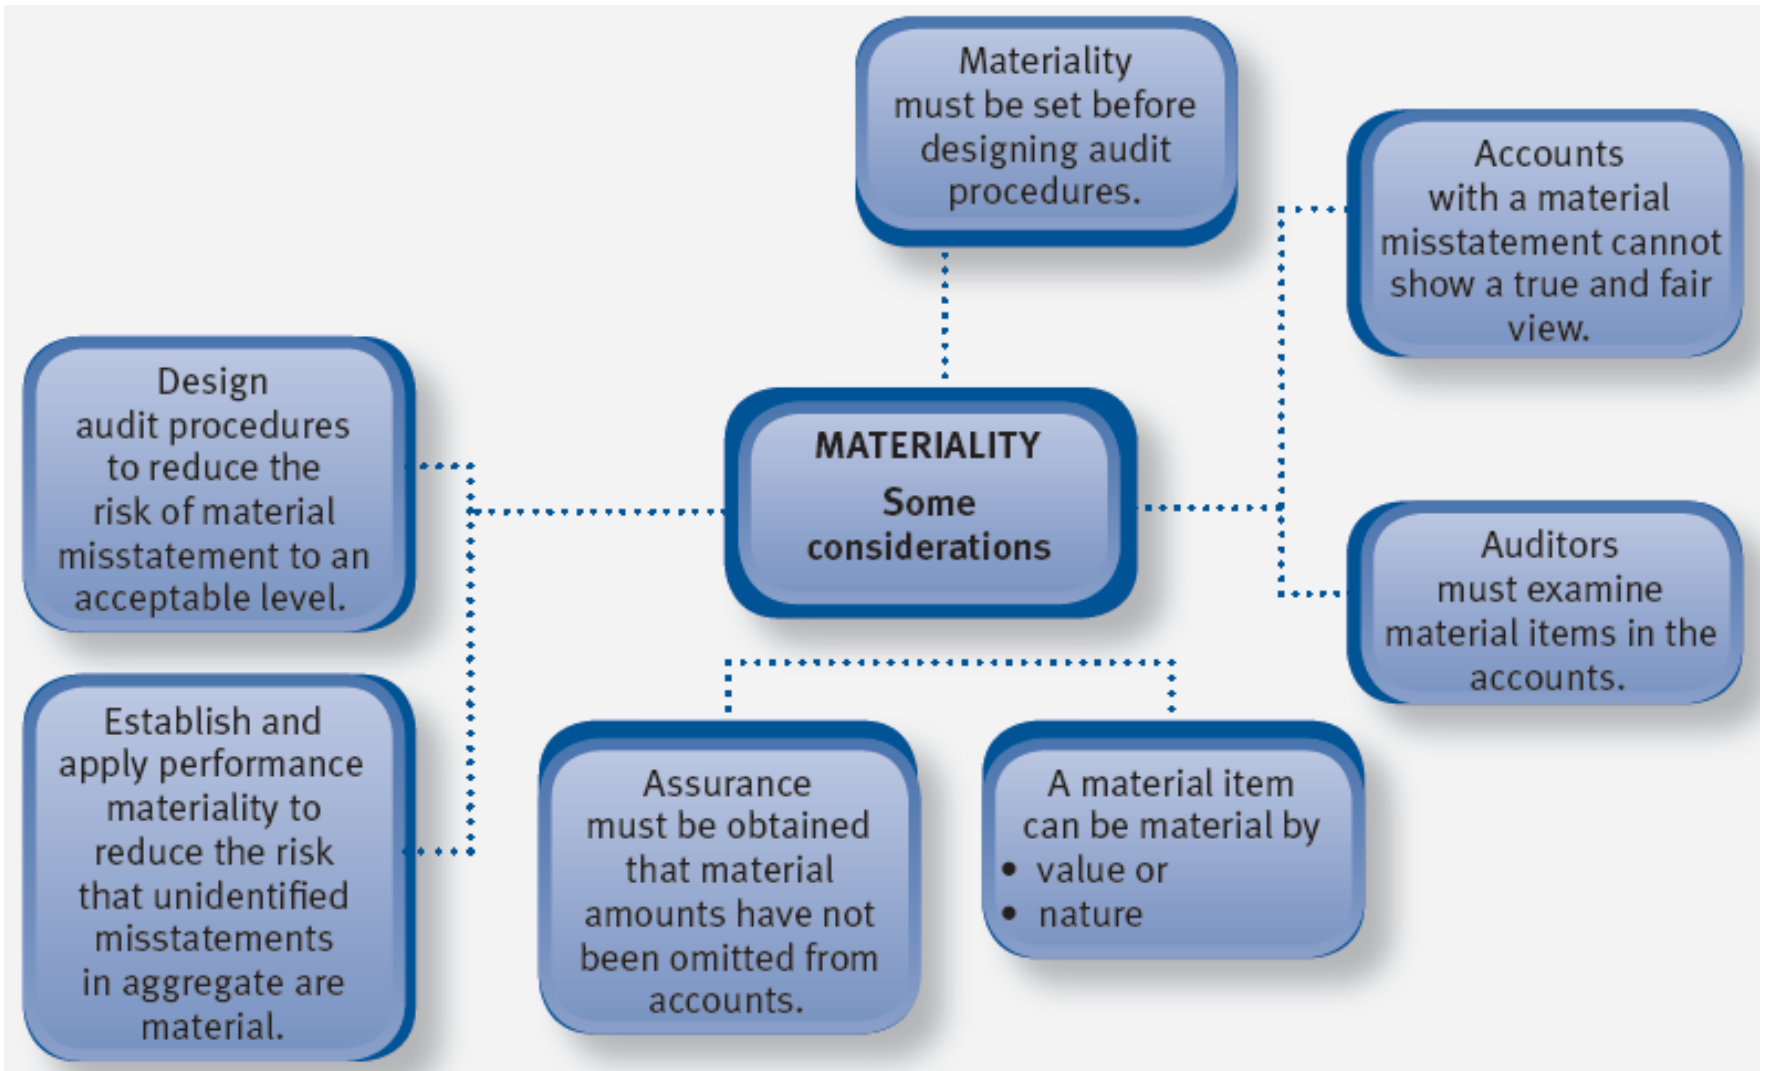 Materiality
must be set before
designing audit
procedures.
Accounts
with a material
misstatement cannot
show a true and fair
view.
Design
audit procedures
to reduce the
risk of material
misstatement to an
acceptable level.
MATERIALITY
Some
considerations
Auditors
must examine
material items in the
accounts.
Establish and
apply performance
materiality to
reduce the risk
that unidentified
misstatements
in aggregate are
material.
Assurance
must be obtained
that material
amounts have not
been omitted from
accounts.
A material item
can be material by
• value or
• nature